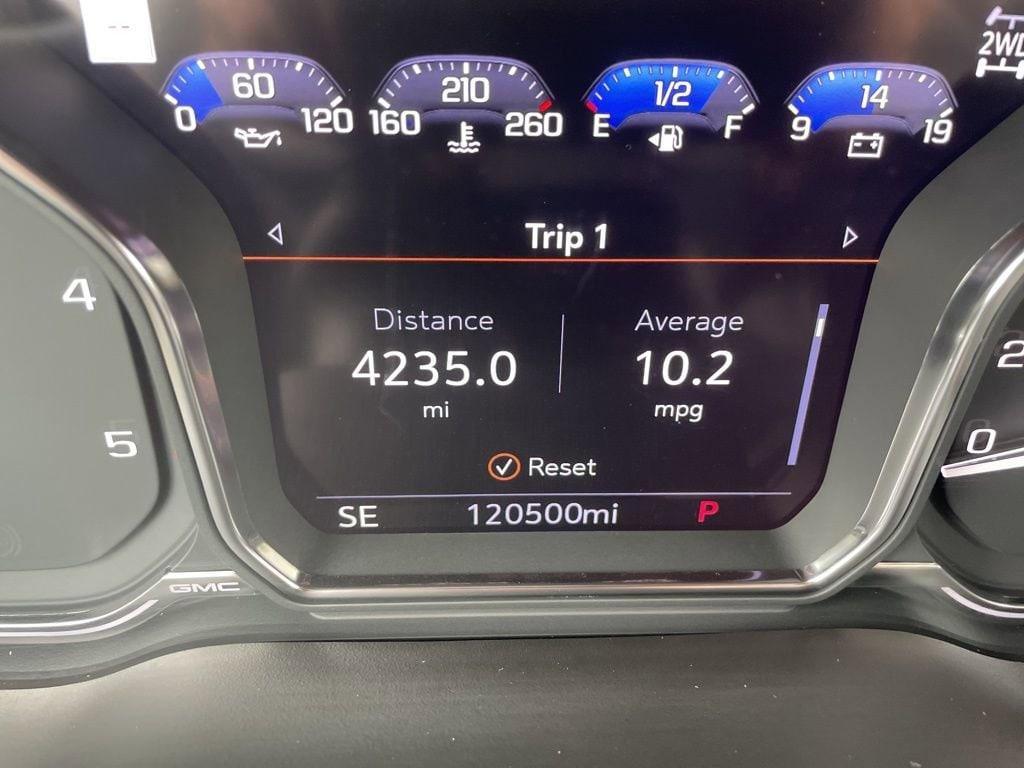 --
2WD
0 60 120
160 210 260
E 1/2 F
9 14 19
Trip 1
4
5
Distance
4235.0
mi
Average
10.2
mpg
Reset
SE 120500mi P
2
0
GMC